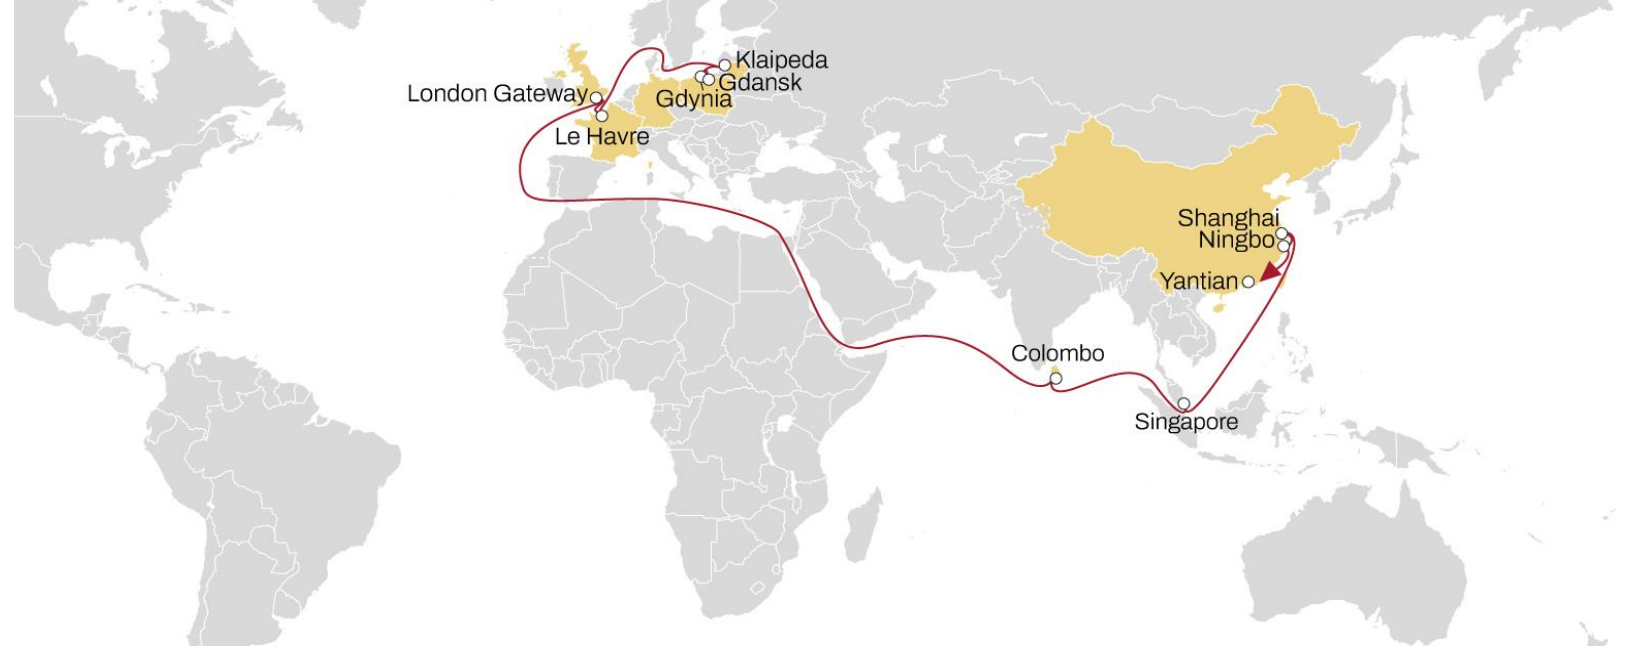 Klaipeda
Gdansk
London Gateway
Gdynia
Le Havre
Shanghai
Ningbo
Yantian
Colombo
Singapore